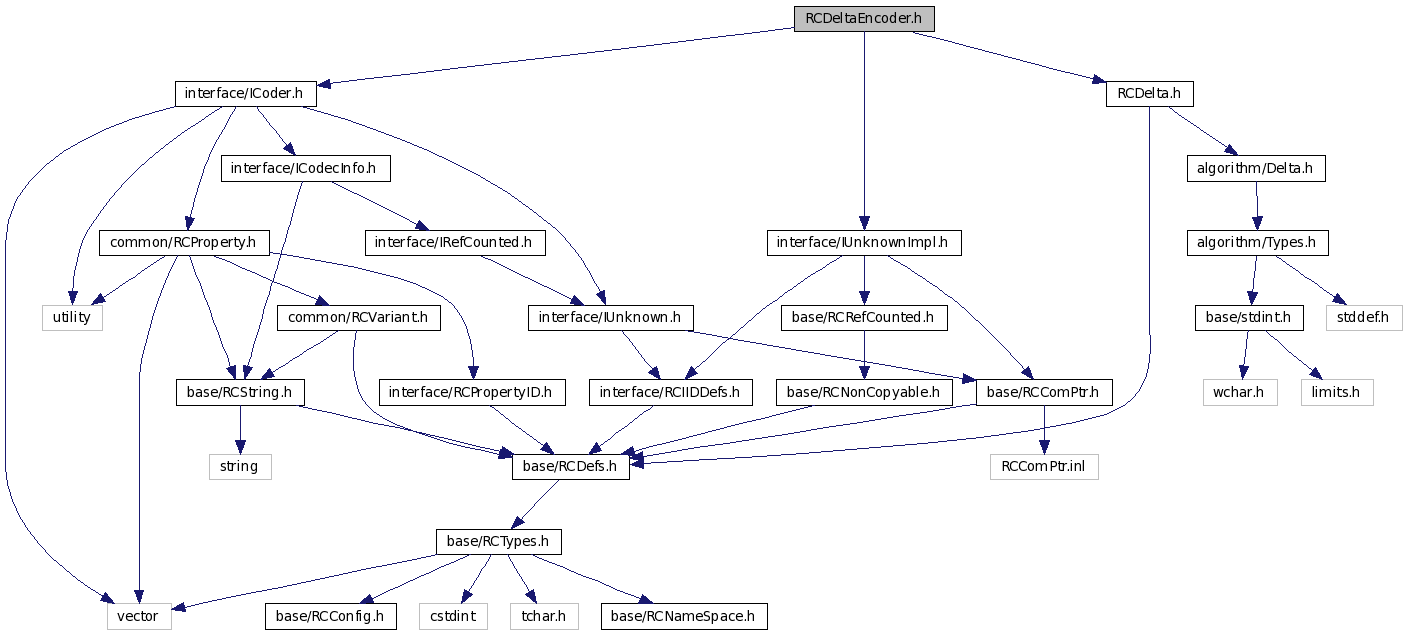 RCDeltaEncoder.h
interface/ICoder.h
RCDelta.h
interface/ICodecInfo.h
algorithm/Delta.h
common/RCProperty.h
interface/IRefCounted.h
interface/IUnknownImpl.h
algorithm/Types.h
utility
common/RCVariant.h
interface/IUnknown.h
base/RCRefCounted.h
base/stdint.h
stddef.h
base/RCString.h
interface/RCPropertyID.h
interface/RCIIDDefs.h
base/RCNonCopyable.h
base/RCComPtr.h
wchar.h
limits.h
string
base/RCDefs.h
RCComPtr.inl
base/RCTypes.h
vector
base/RCConfig.h
cstdint
tchar.h
base/RCNameSpace.h